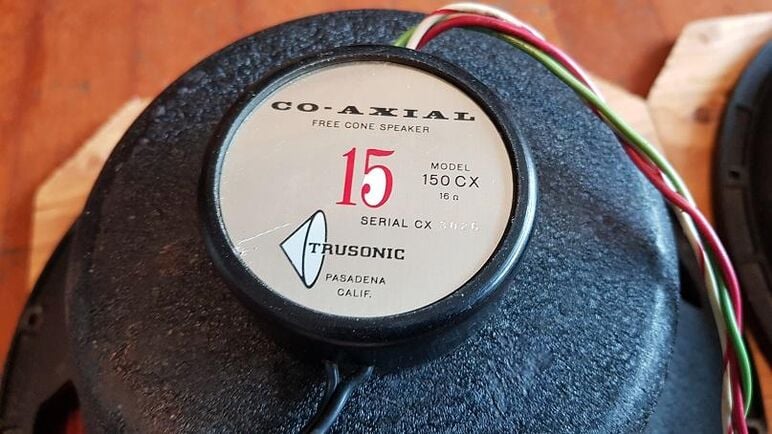 CO-AXIAL
FREE CONE SPEAKER
15
MODEL
150 CX
16 Ω
SERIAL CX
TRUSONIC
PASADENA
CALIF.